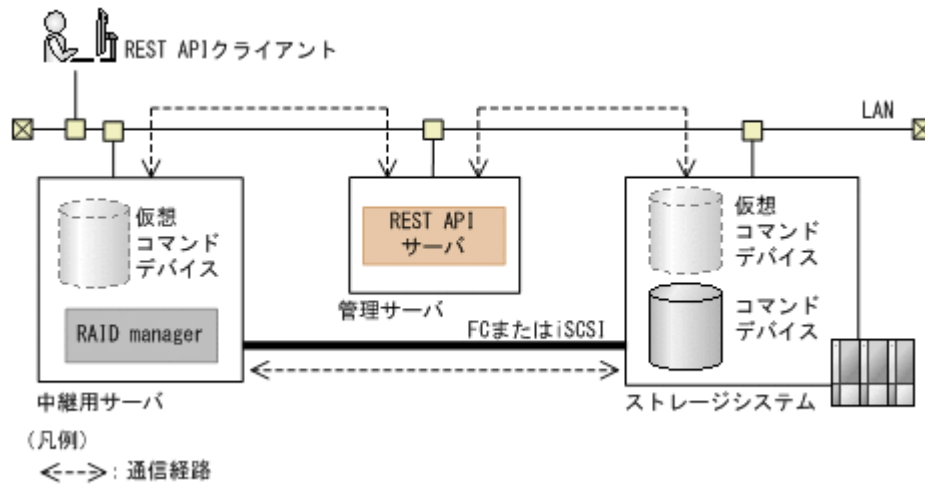 REST APIクライアント
LAN
仮想
コマンド
デバイス
RAID manager
中継用サーバ
REST API
サーバ
管理サーバ
FCまたはiSCSI
仮想
コマンド
デバイス
コマンド
デバイス
ストレージシステム
(凡例)
<--->:通信経路